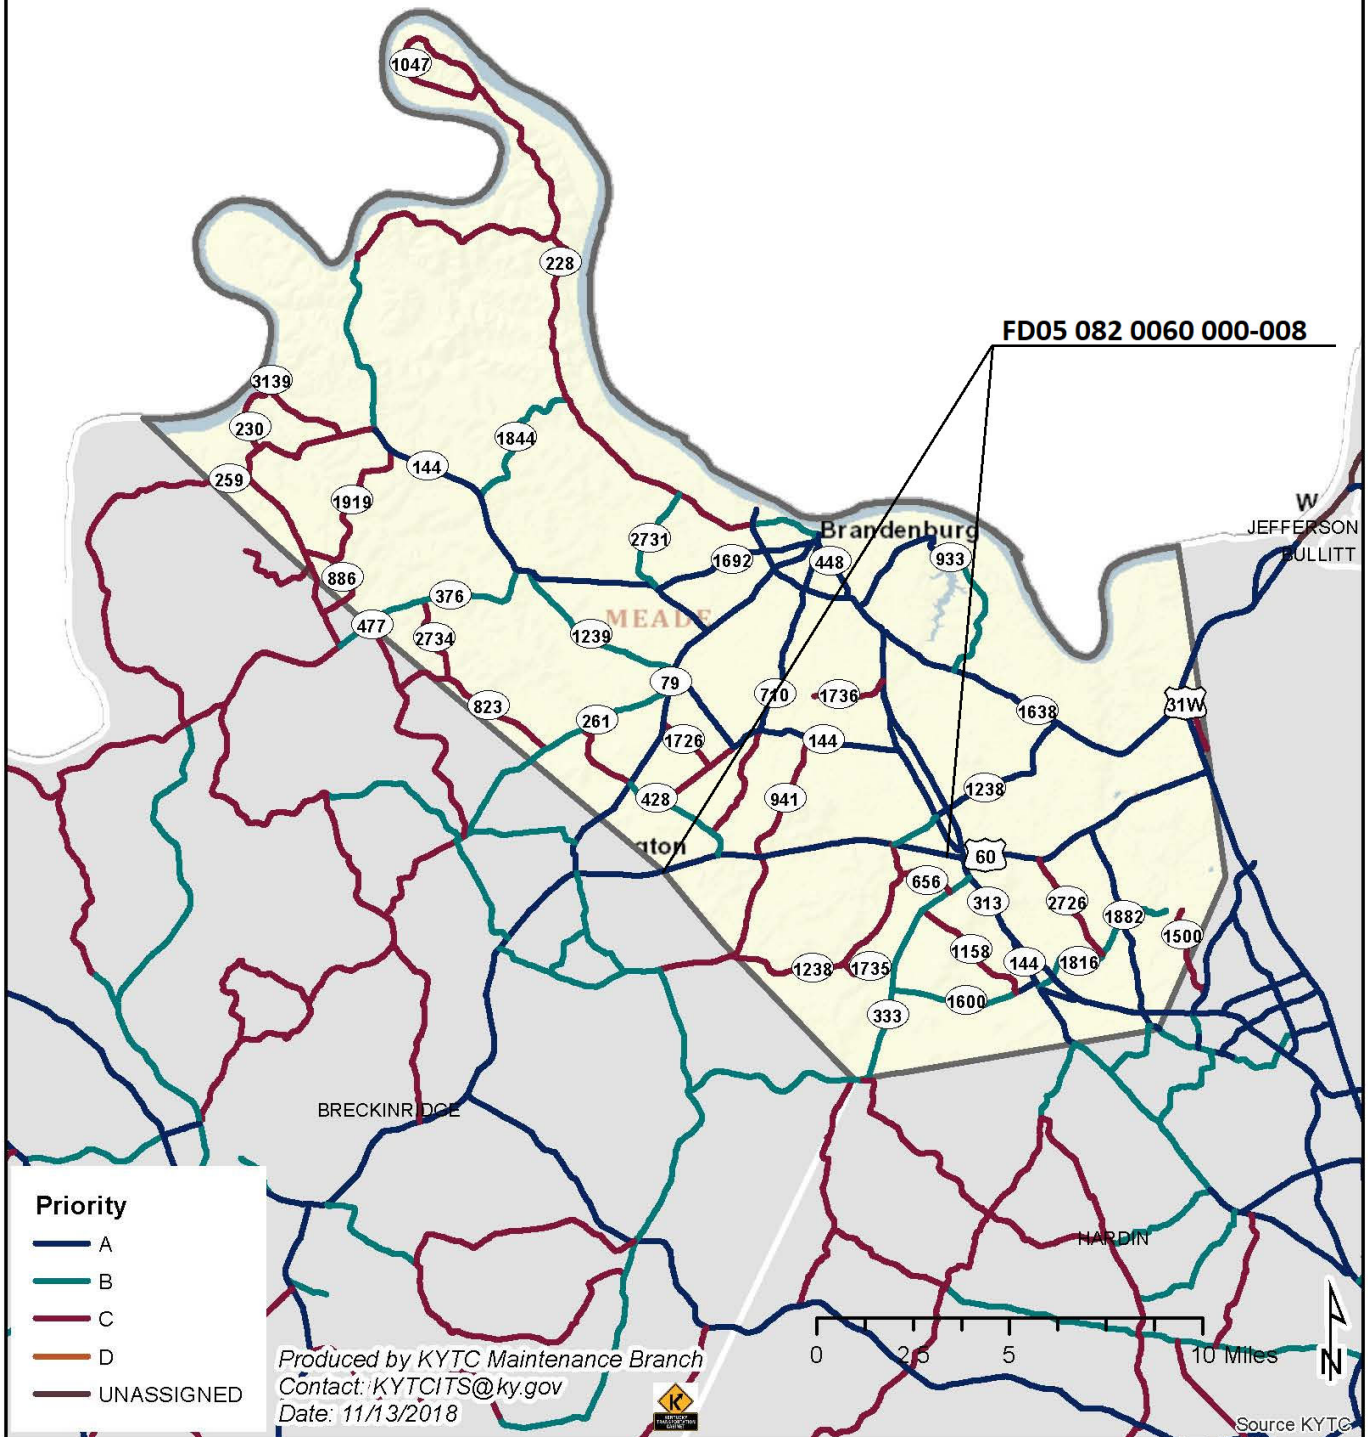 1047
228
FD05 082 0060 000-008
3139
230
1844
144
259
1919
W
Brandenburg
JEFFERSON
2731
BULLITT
1692
448
933
886
376
MEADE
477
2734
1239
79
710
1736
31W
823
1638
261
1726
144
1238
428
941
gton
60
656
313
2726
1882
1500
1158
144
1816
1238
1735
1600
333
BRECKINRIDGE
HARDIN
Priority
A
B
C
D
UNASSIGNED
0 2.5 5 10 Miles
N
Produced by KYTC Maintenance Branch
Contact: KYTCITS@ky.gov
Date: 11/13/2018
K
KENTUCKY
TRANSPORTATION
CABINET
Source KYTC